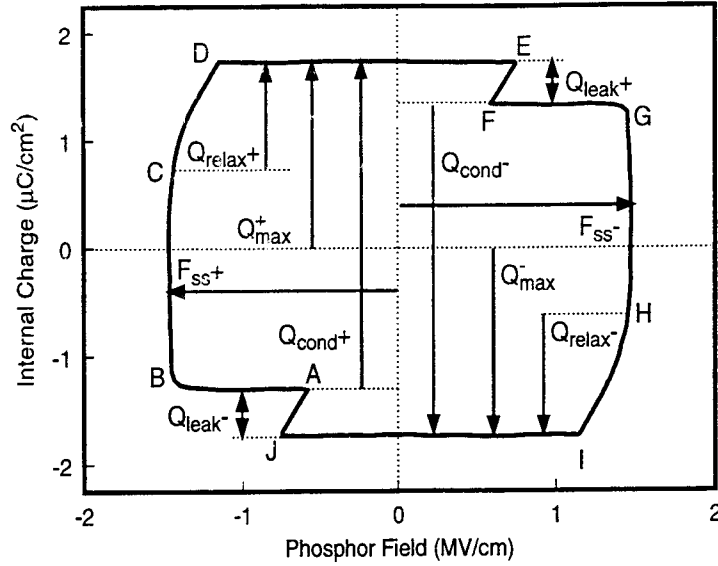 2
1
0
-1
-2
-2
-1
0
1
2
Internal Charge (μC/cm²)
Phosphor Field (MV/cm)
D
E
Qleak+
F
G
Qrelax+
C
Qcond-
Q+max
Fss-
Fss+
Q-max
H
Qcond+
Qrelax-
B
A
Qleak-
J
I